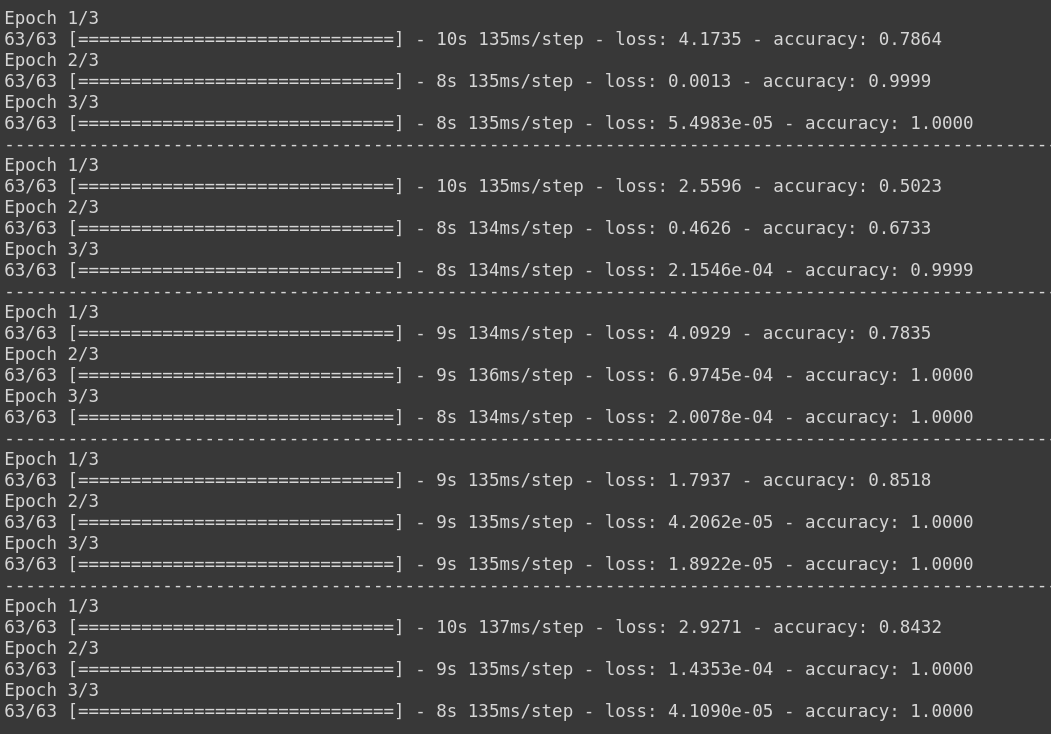 Epoch 1/3
63/63 [==============================] - 10s 135ms/step - loss: 4.1735 - accuracy: 0.7864
Epoch 2/3
63/63 [==============================] - 8s 135ms/step - loss: 0.0013 - accuracy: 0.9999
Epoch 3/3
63/63 [==============================] - 8s 135ms/step - loss: 5.4983e-05 - accuracy: 1.0000
----------------------------------------------------------------------------------------------------
Epoch 1/3
63/63 [==============================] - 10s 135ms/step - loss: 2.5596 - accuracy: 0.5023
Epoch 2/3
63/63 [==============================] - 8s 134ms/step - loss: 0.4626 - accuracy: 0.6733
Epoch 3/3
63/63 [==============================] - 8s 134ms/step - loss: 2.1546e-04 - accuracy: 0.9999
----------------------------------------------------------------------------------------------------
Epoch 1/3
63/63 [==============================] - 9s 134ms/step - loss: 4.0929 - accuracy: 0.7835
Epoch 2/3
63/63 [==============================] - 9s 136ms/step - loss: 6.9745e-04 - accuracy: 1.0000
Epoch 3/3
63/63 [==============================] - 8s 134ms/step - loss: 2.0078e-04 - accuracy: 1.0000
----------------------------------------------------------------------------------------------------
Epoch 1/3
63/63 [==============================] - 9s 135ms/step - loss: 1.7937 - accuracy: 0.8518
Epoch 2/3
63/63 [==============================] - 9s 135ms/step - loss: 4.2062e-05 - accuracy: 1.0000
Epoch 3/3
63/63 [==============================] - 9s 135ms/step - loss: 1.8922e-05 - accuracy: 1.0000
----------------------------------------------------------------------------------------------------
Epoch 1/3
63/63 [==============================] - 10s 137ms/step - loss: 2.9271 - accuracy: 0.8432
Epoch 2/3
63/63 [==============================] - 9s 135ms/step - loss: 1.4353e-04 - accuracy: 1.0000
Epoch 3/3
63/63 [==============================] - 8s 135ms/step - loss: 4.1090e-05 - accuracy: 1.0000